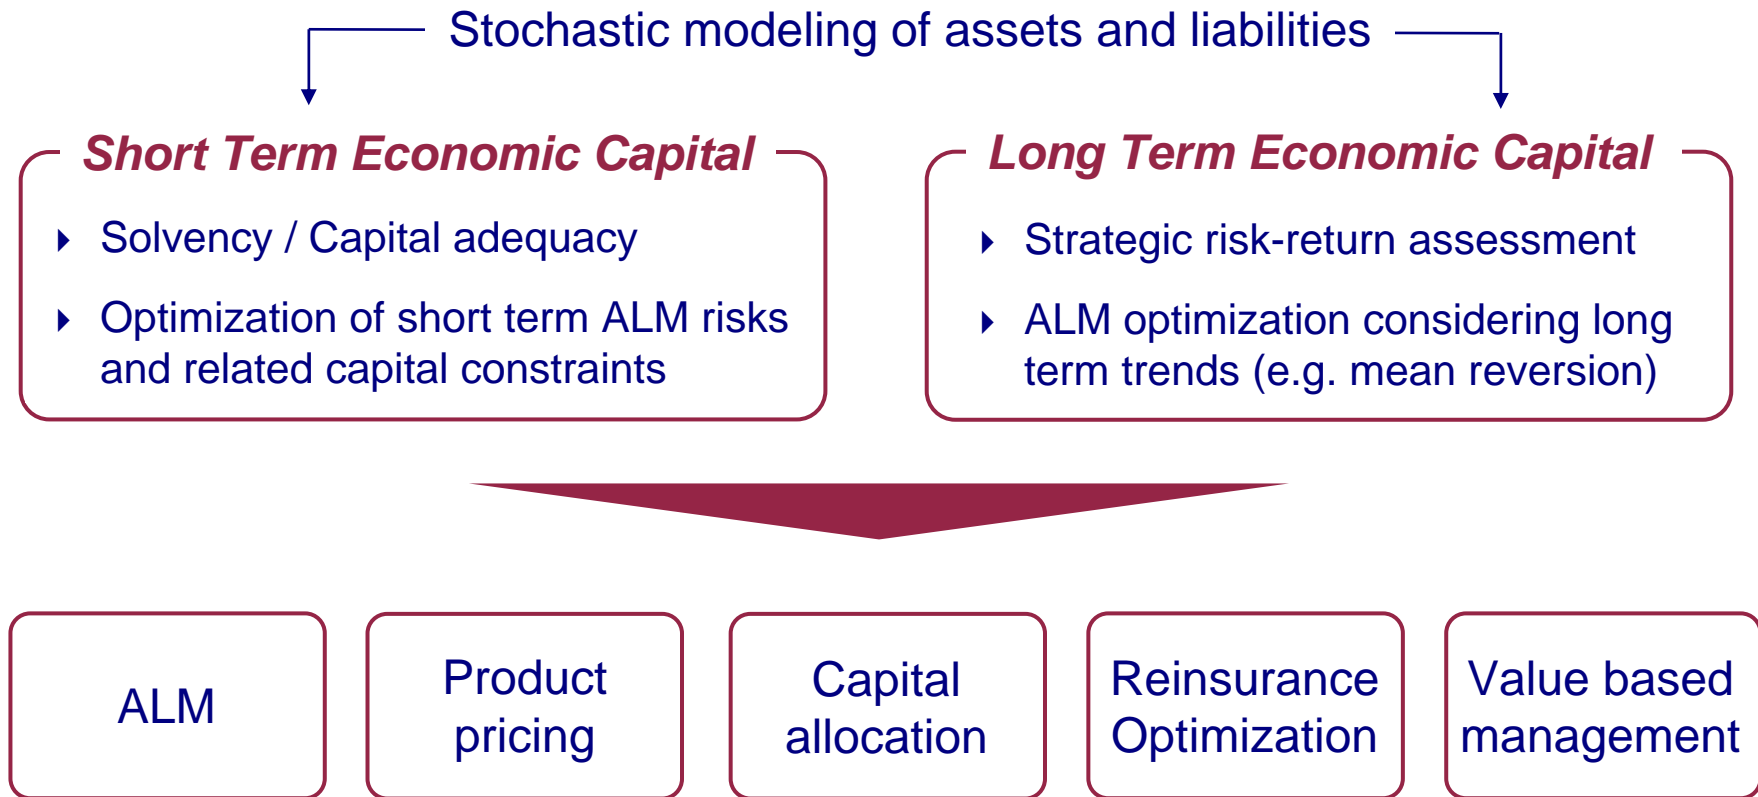 Stochastic modeling of assets and liabilities
Short Term Economic Capital
Solvency / Capital adequacy
Optimization of short term ALM risks
and related capital constraints
Long Term Economic Capital
Strategic risk-return assessment
ALM optimization considering long
term trends (e.g. mean reversion)
ALM
Product
pricing
Capital
allocation
Reinsurance
Optimization
Value based
management